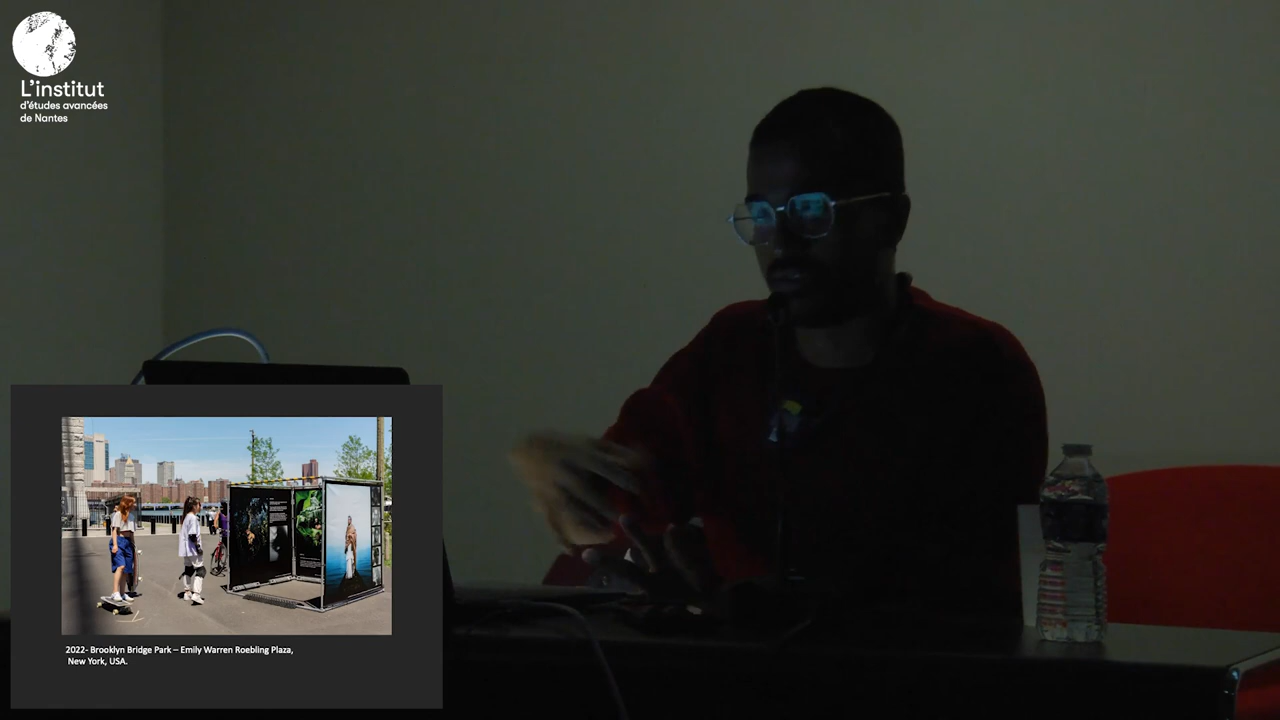 L'institut
d'études avancées
de Nantes
2022- Brooklyn Bridge Park – Emily Warren Roebling Plaza,
New York, USA.